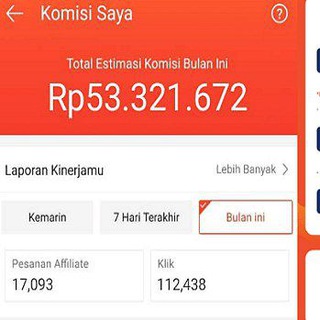 Komisi Saya
?
Total Estimasi Komisi Bulan Ini
Rp53.321.672
Laporan Kinerjamu
Lebih Banyak
Kemarin
7 Hari Terakhir
Bulan ini
Pesanan Affiliate
Klik
17,093
112,438